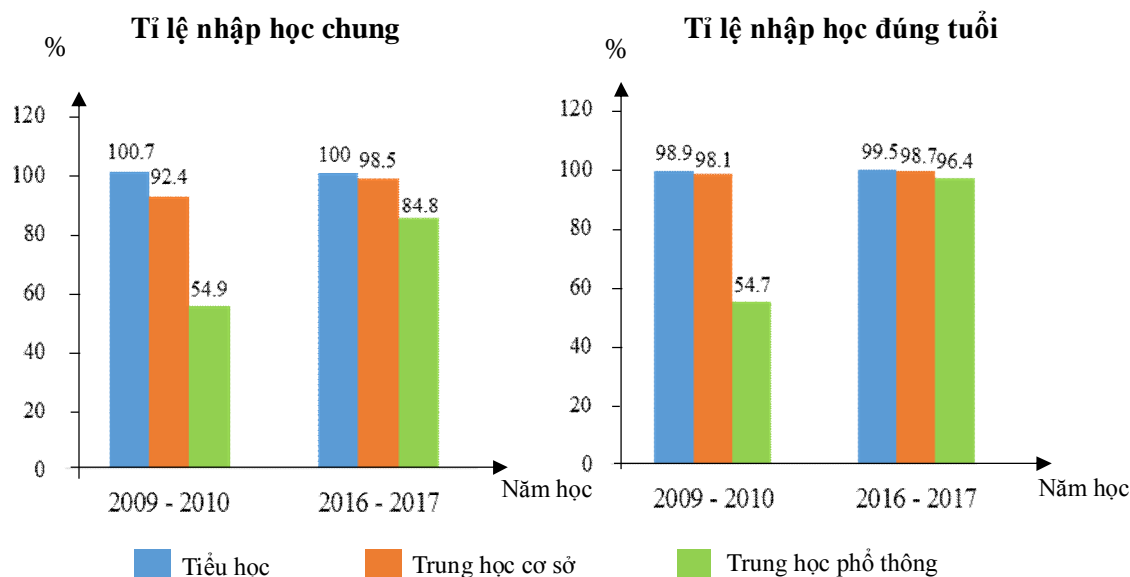 Tỉ lệ nhập học chung
%
120
100
80
60
40
20
0
100.7
92.4
54.9
100
98.5
84.8
2009 - 2010
2016 - 2017
Năm học
Tỉ lệ nhập học đúng tuổi
%
120
100
80
60
40
20
0
98.9
98.1
54.7
99.5
98.7
96.4
2009 - 2010
2016 - 2017
Năm học
Tiểu học
Trung học cơ sở
Trung học phổ thông